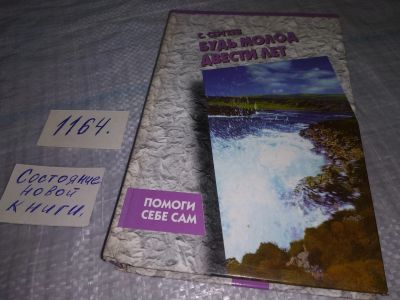 С. СЕРГЕЕВ
БУДЬ МОЛОД
ДВЕСТИ ЛЕТ
1164.
Состояние
новой
книги.
ПОМОГИ
СЕБЕ САМ